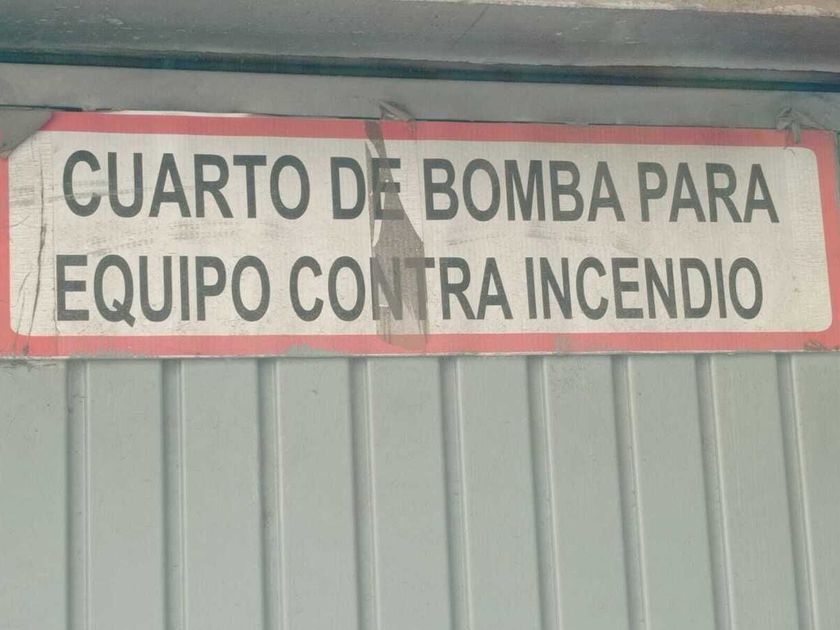 CUARTO DE BOMBA PARA
EQUIPO CONTRA INCENDIO